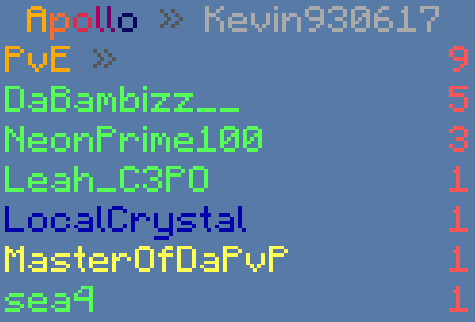 Apollo » Kevin930617
PvE » 9
DaBambizz__ 5
NeonPrime100 3
Leah_C3PO 1
LocalCrystal 1
MasterOfDaPvP 1
sea9 1